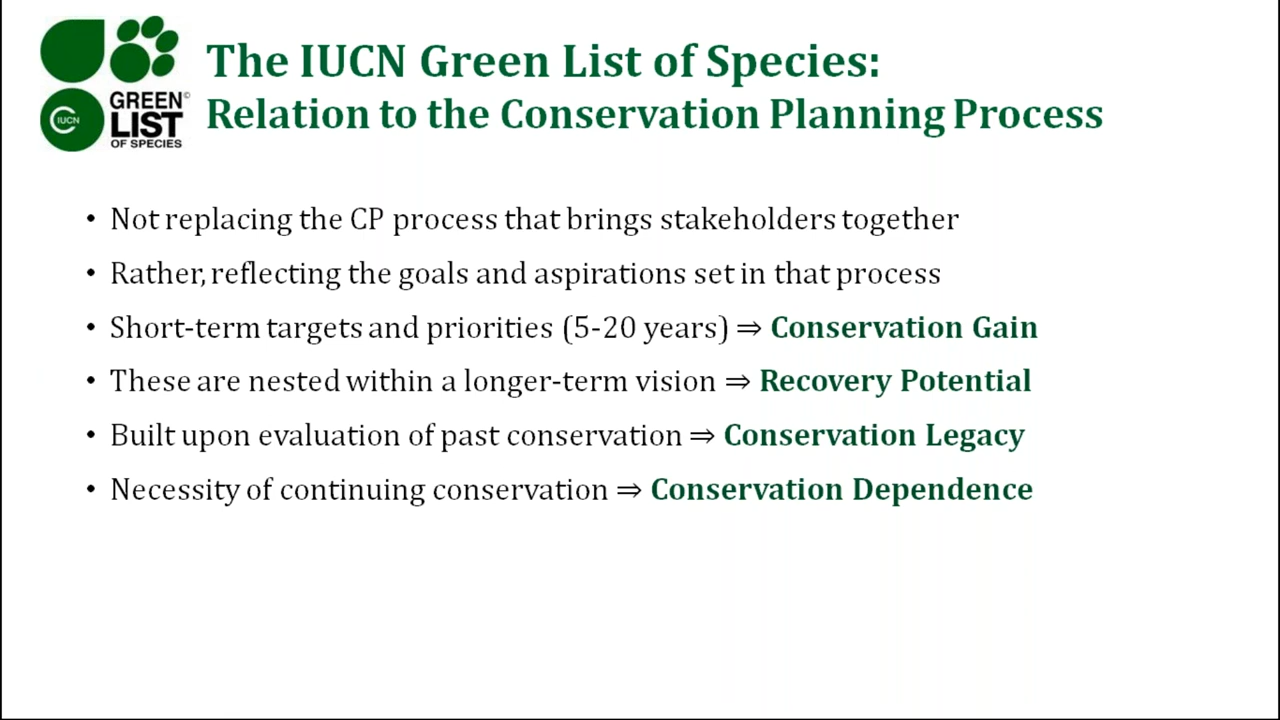 The IUCN Green List of Species:
Relation to the Conservation Planning Process
IUCN
GREEN©
LIST
OF SPECIES
• Not replacing the CP process that brings stakeholders together
• Rather, reflecting the goals and aspirations set in that process
• Short-term targets and priorities (5-20 years) ⇒ Conservation Gain
• These are nested within a longer-term vision ⇒ Recovery Potential
• Built upon evaluation of past conservation ⇒ Conservation Legacy
• Necessity of continuing conservation ⇒ Conservation Dependence